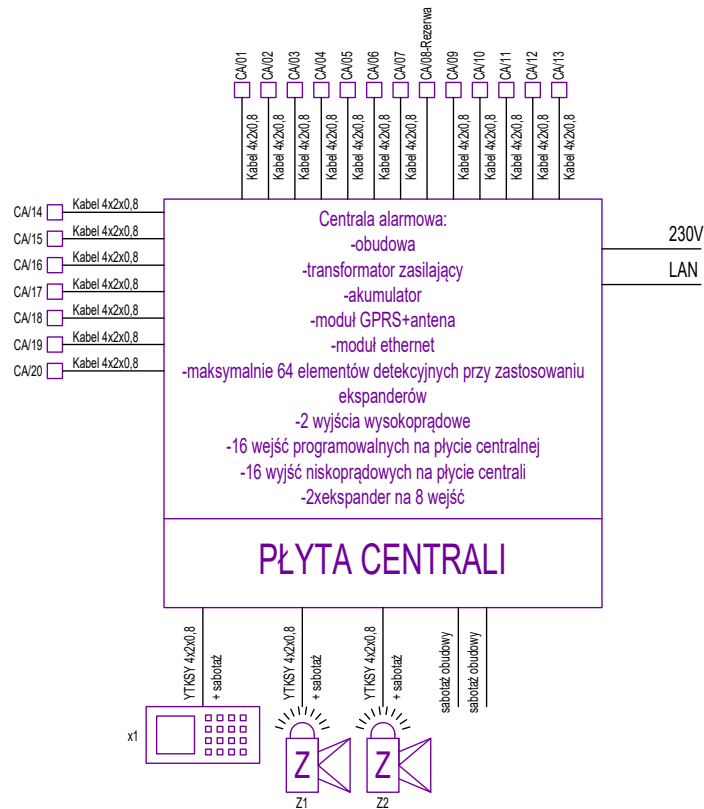 CA/01
CA/02
CA/03
CA/04
CA/05
CA/06
CA/07
CA/08-Rezerwa
CA/09
CA/10
CA/11
CA/12
CA/13
Kabel 4x2x0,8
Kabel 4x2x0,8
Kabel 4x2x0,8
Kabel 4x2x0,8
Kabel 4x2x0,8
Kabel 4x2x0,8
Kabel 4x2x0,8
Kabel 4x2x0,8
Kabel 4x2x0,8
Kabel 4x2x0,8
Kabel 4x2x0,8
Kabel 4x2x0,8
CA/14 Kabel 4x2x0,8
CA/15 Kabel 4x2x0,8
CA/16 Kabel 4x2x0,8
CA/17 Kabel 4x2x0,8
CA/18 Kabel 4x2x0,8
CA/19 Kabel 4x2x0,8
CA/20 Kabel 4x2x0,8
Centrala alarmowa:
-obudowa
-transformator zasilający
-akumulator
-moduł GPRS+antena
-moduł ethernet
-maksymalnie 64 elementów detekcyjnych przy zastosowaniu
ekspanderów
-2 wyjścia wysokoprądowe
-16 wejść programowalnych na płycie centralnej
-16 wyjść niskoprądowych na płycie centrali
-2xekspander na 8 wejść
230V
LAN
PŁYTA CENTRALI
YTKSY 4x2x0,8
+ sabotaż
YTKSY 4x2x0,8
+ sabotaż
YTKSY 4x2x0,8
+ sabotaż
sabotaż obudowy
sabotaż obudowy
x1
Z
Z1
Z
Z2